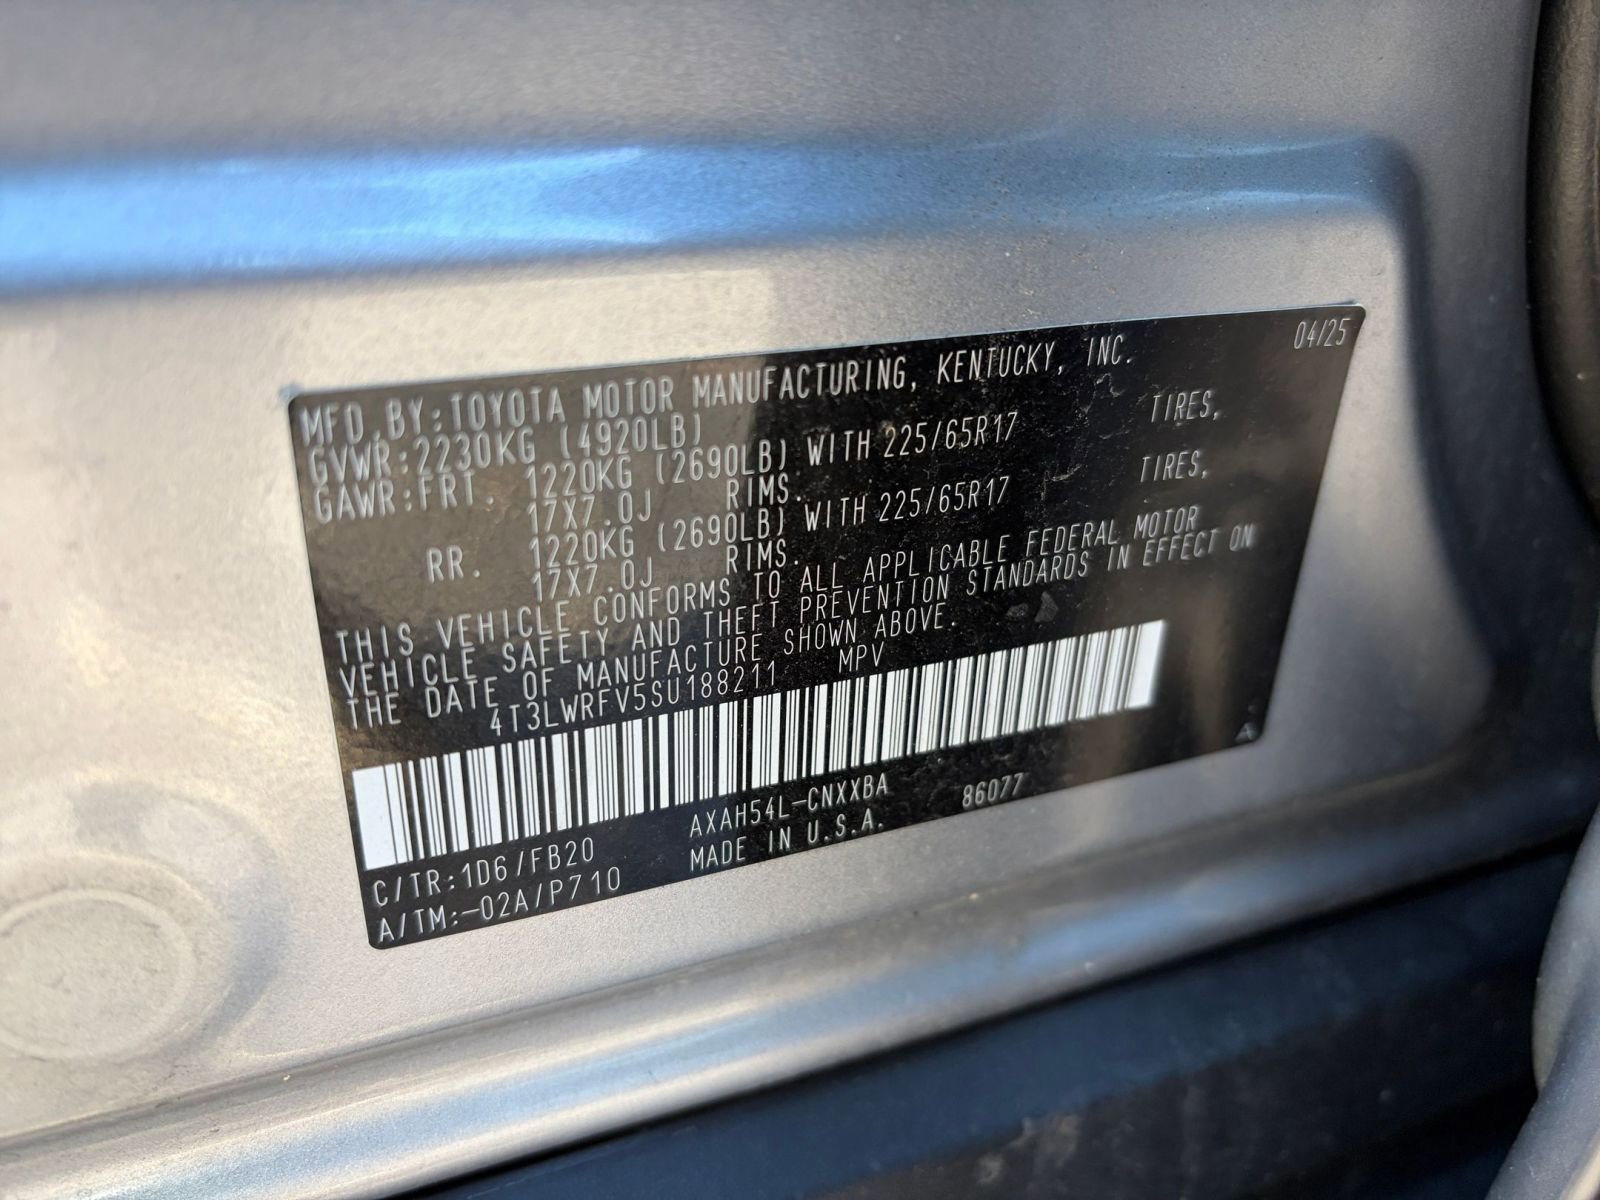 04/25
MFD.BY:TOYOTA MOTOR MANUFACTURING, KENTUCKY, INC.
GVWR:2230KG (4920LB)
GAWR:FRT. 1220KG (2690LB) WITH 225/65R17 TIRES,
17X7.0J RIMS.
RR. 1220KG (2690LB) WITH 225/65R17 TIRES,
17X7.0J RIMS.
THIS VEHICLE CONFORMS TO ALL APPLICABLE FEDERAL MOTOR
VEHICLE SAFETY AND THEFT PREVENTION STANDARDS IN EFFECT ON
THE DATE OF MANUFACTURE SHOWN ABOVE.
4T3LWRFV5SU188211 MPV
C/TR:1D6/FB20 AXAH54L-CNXXBA 86077
A/TM:-02A/P710 MADE IN U.S.A.
A